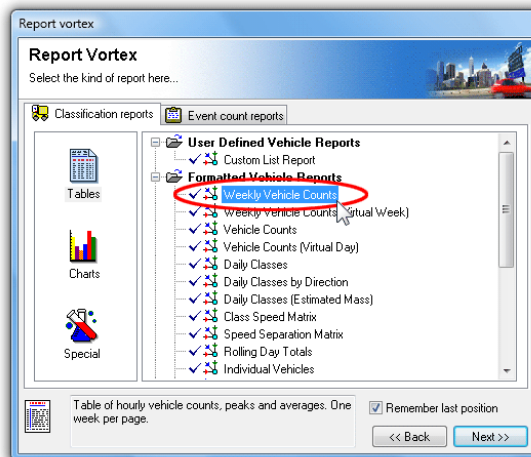 Report vortex
Report Vortex
Select the kind of report here...
Classification reports
Event count reports
Tables
Charts
Special
User Defined Vehicle Reports
Custom List Report
Formatted Vehicle Reports
Weekly Vehicle Counts
Weekly Vehicle Counts (Virtual Week)
Vehicle Counts
Vehicle Counts (Virtual Day)
Daily Classes
Daily Classes by Direction
Daily Classes (Estimated Mass)
Class Speed Matrix
Speed Separation Matrix
Rolling Day Totals
Individual Vehicles
Table of hourly vehicle counts, peaks and averages. One
week per page.
Remember last position
<< Back
Next >>